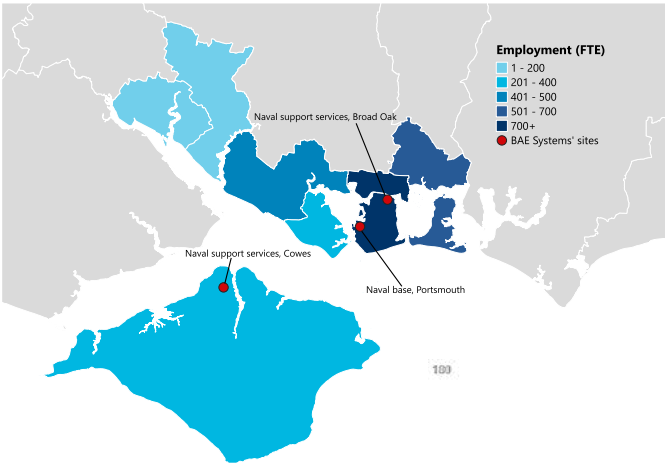 Employment (FTE)
1 - 200
201 - 400
401 - 500
501 - 700
700+
BAE Systems' sites
Naval support services, Broad Oak
Naval support services, Cowes
Naval base, Portsmouth
180